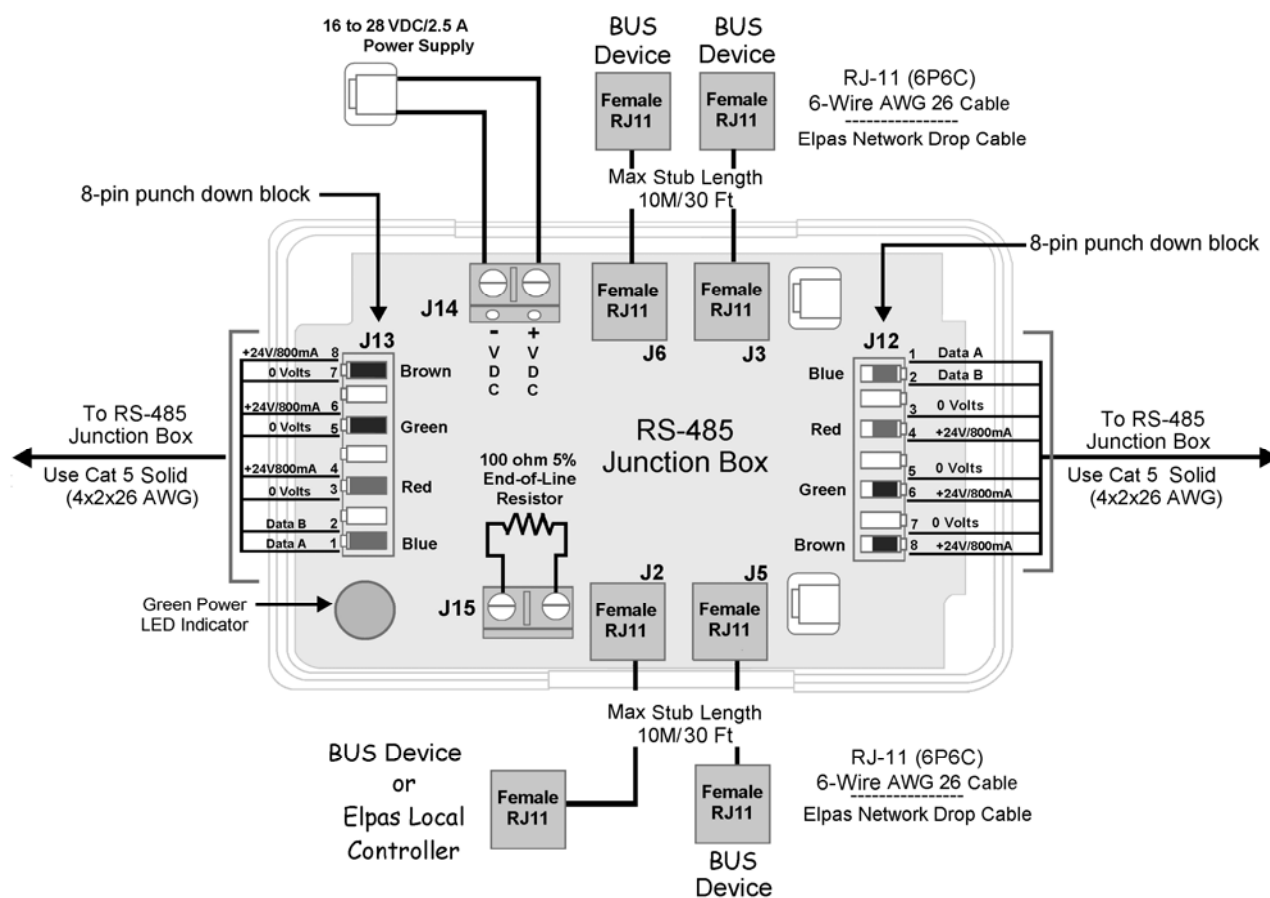 16 to 28 VDC/2.5 A
Power Supply
BUS
Device
BUS
Device
Female
RJ11
Female
RJ11
RJ-11 (6P6C)
6-Wire AWG 26 Cable
----------------
Elpas Network Drop Cable
Max Stub Length
10M/30 Ft
8-pin punch down block
8-pin punch down block
J14
-
V
D
C
+
V
D
C
Female
RJ11
J6
Female
RJ11
J3
J13
+24V/800mA 8
0 Volts 7
+24V/800mA 6
0 Volts 5
+24V/800mA 4
0 Volts 3
Data B 2
Data A 1
Brown
Green
Red
Blue
To RS-485
Junction Box
Use Cat 5 Solid
(4x2x26 AWG)
RS-485
Junction Box
100 ohm 5%
End-of-Line
Resistor
J12
Blue
Red
Green
Brown
1 Data A
2 Data B
3 0 Volts
4 +24V/800mA
5 0 Volts
6 +24V/800mA
7 0 Volts
8 +24V/800mA
To RS-485
Junction Box
Use Cat 5 Solid
(4x2x26 AWG)
Green Power
LED Indicator
J15
J2
Female
RJ11
J5
Female
RJ11
Max Stub Length
10M/30 Ft
BUS Device
or
Elpas Local
Controller
Female
RJ11
Female
RJ11
BUS
Device
RJ-11 (6P6C)
6-Wire AWG 26 Cable
----------------
Elpas Network Drop Cable